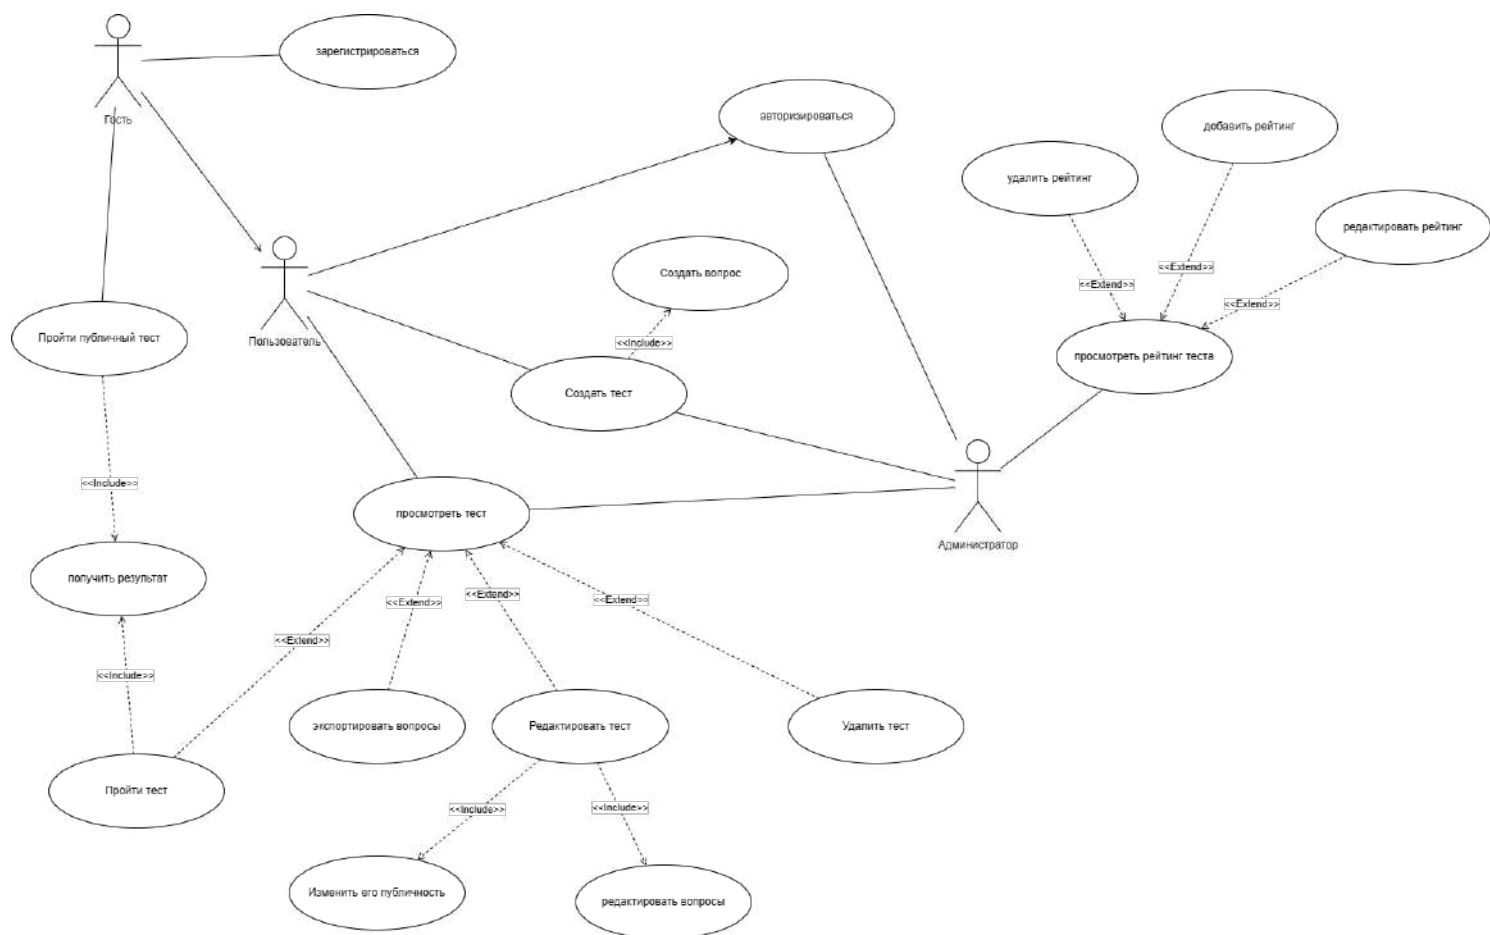 зарегистрироваться
Гость
авторизироваться
добавить рейтинг
удалить рейтинг
редактировать рейтинг
Создать вопрос
<<Extend>>
<<Extend>>
<<Extend>>
Пройти публичный тест
Пользователь
<<Include>>
просмотреть рейтинг теста
Создать тест
<<Include>>
просмотреть тест
Администратор
получить результат
<<Extend>>
<<Extend>>
<<Extend>>
<<Extend>>
<<Include>>
экспортировать вопросы
Редактировать тест
Удалить тест
Пройти тест
<<Include>>
<<Include>>
Изменить его публичность
редактировать вопросы